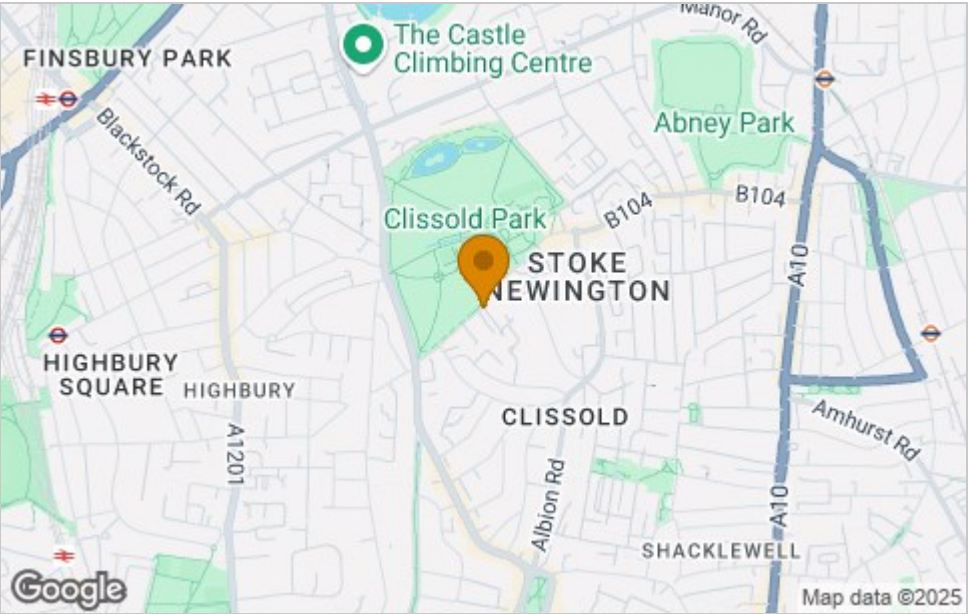 Manor Rd
The Castle
Climbing Centre
FINSBURY PARK
Blackstock Rd
Abney Park
B104
B104
Clissold Park
STOKE
NEWINGTON
A10
HIGHBURY
SQUARE
HIGHBURY
CLISSOLD
Amhurst Rd
A1201
Albion Rd
A10
SHACKLEWELL
Google
Map data ©2025